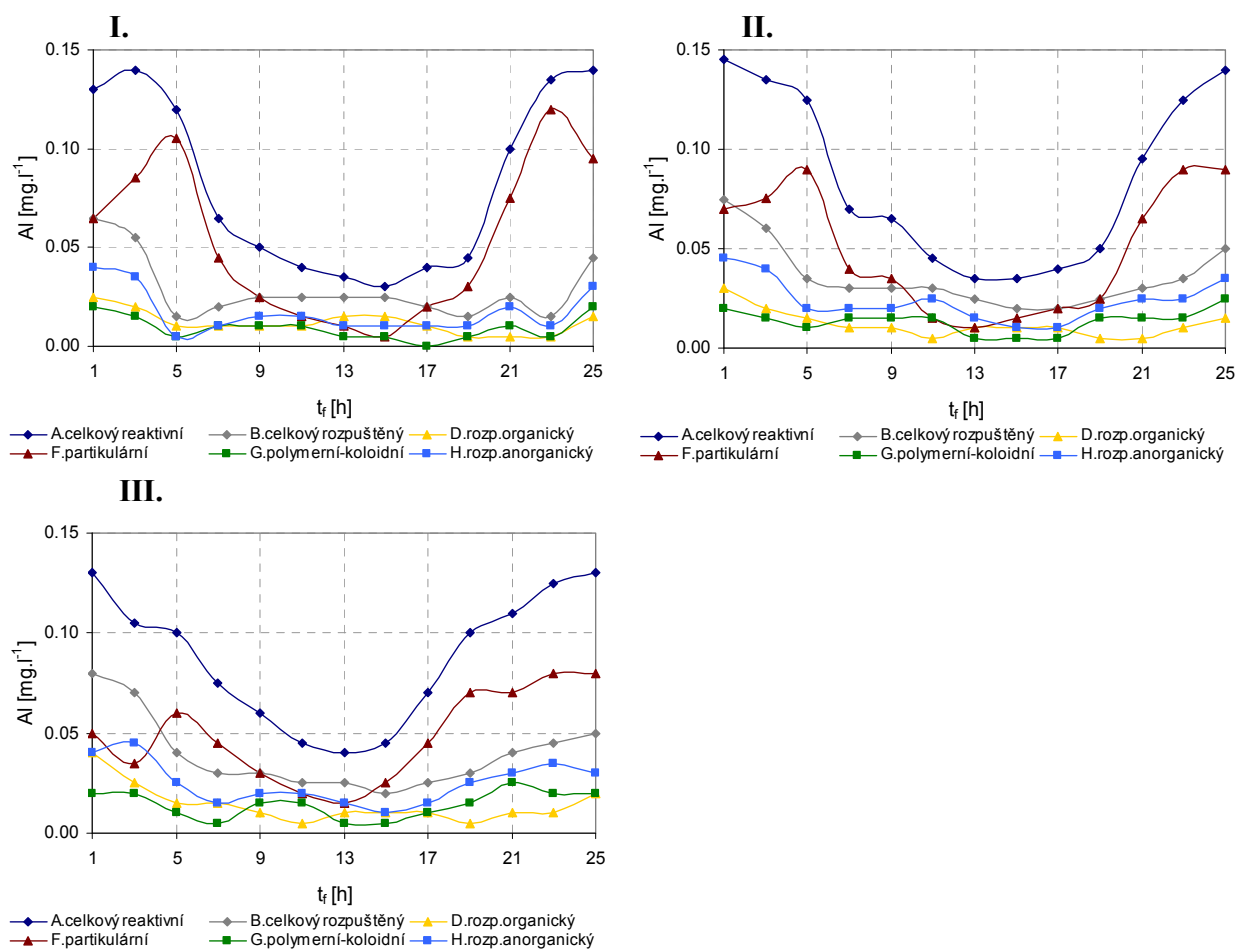 I.
Al [mg.l-1]
0.15
0.10
0.05
0.00
1 5 9 13 17 21 25
tf [h]
A.celkový reaktivní B.celkový rozpuštěný D.rozp.organický
F.partikulární G.polymerní-koloidní H.rozp.anorganický
II.
Al [mg.l-1]
0.15
0.10
0.05
0.00
1 5 9 13 17 21 25
tf [h]
A.celkový reaktivní B.celkový rozpuštěný D.rozp.organický
F.partikulární G.polymerní-koloidní H.rozp.anorganický
III.
Al [mg.l-1]
0.15
0.10
0.05
0.00
1 5 9 13 17 21 25
tf [h]
A.celkový reaktivní B.celkový rozpuštěný D.rozp.organický
F.partikulární G.polymerní-koloidní H.rozp.anorganický